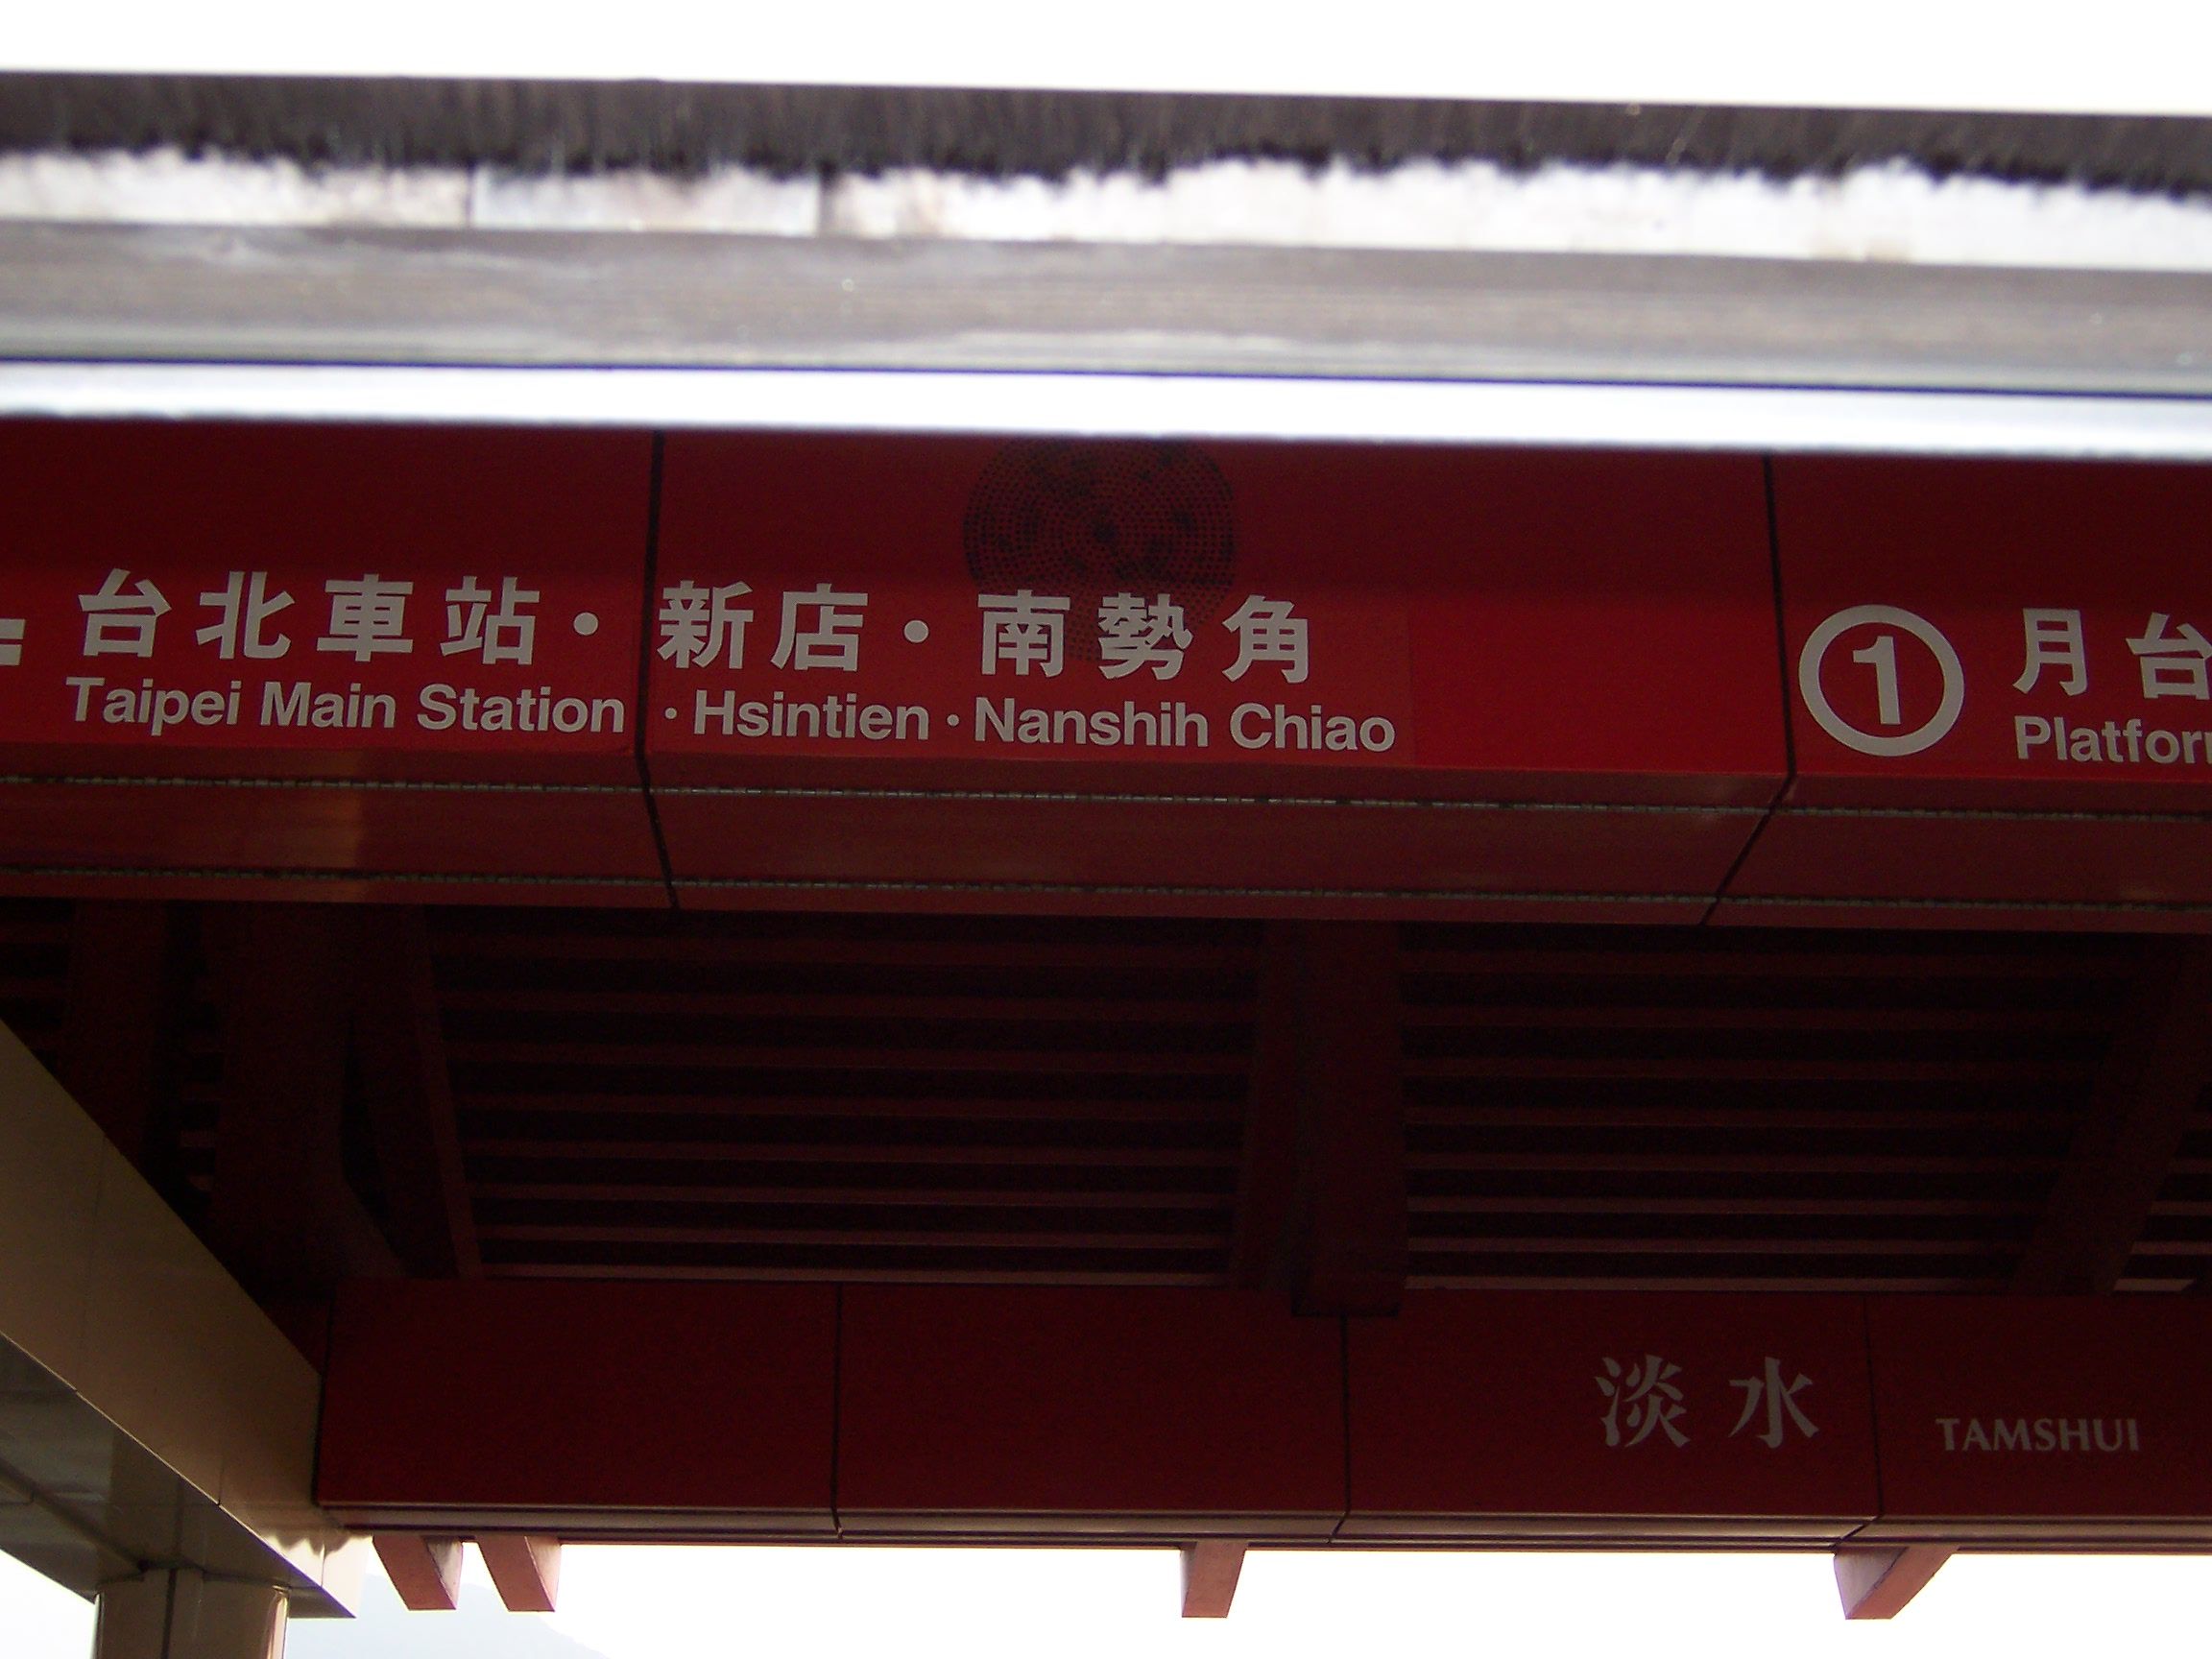 台北車站・新店・南勢角
Taipei Main Station・Hsintien・Nanshih Chiao
1 月台
淡水 TAMSHUI